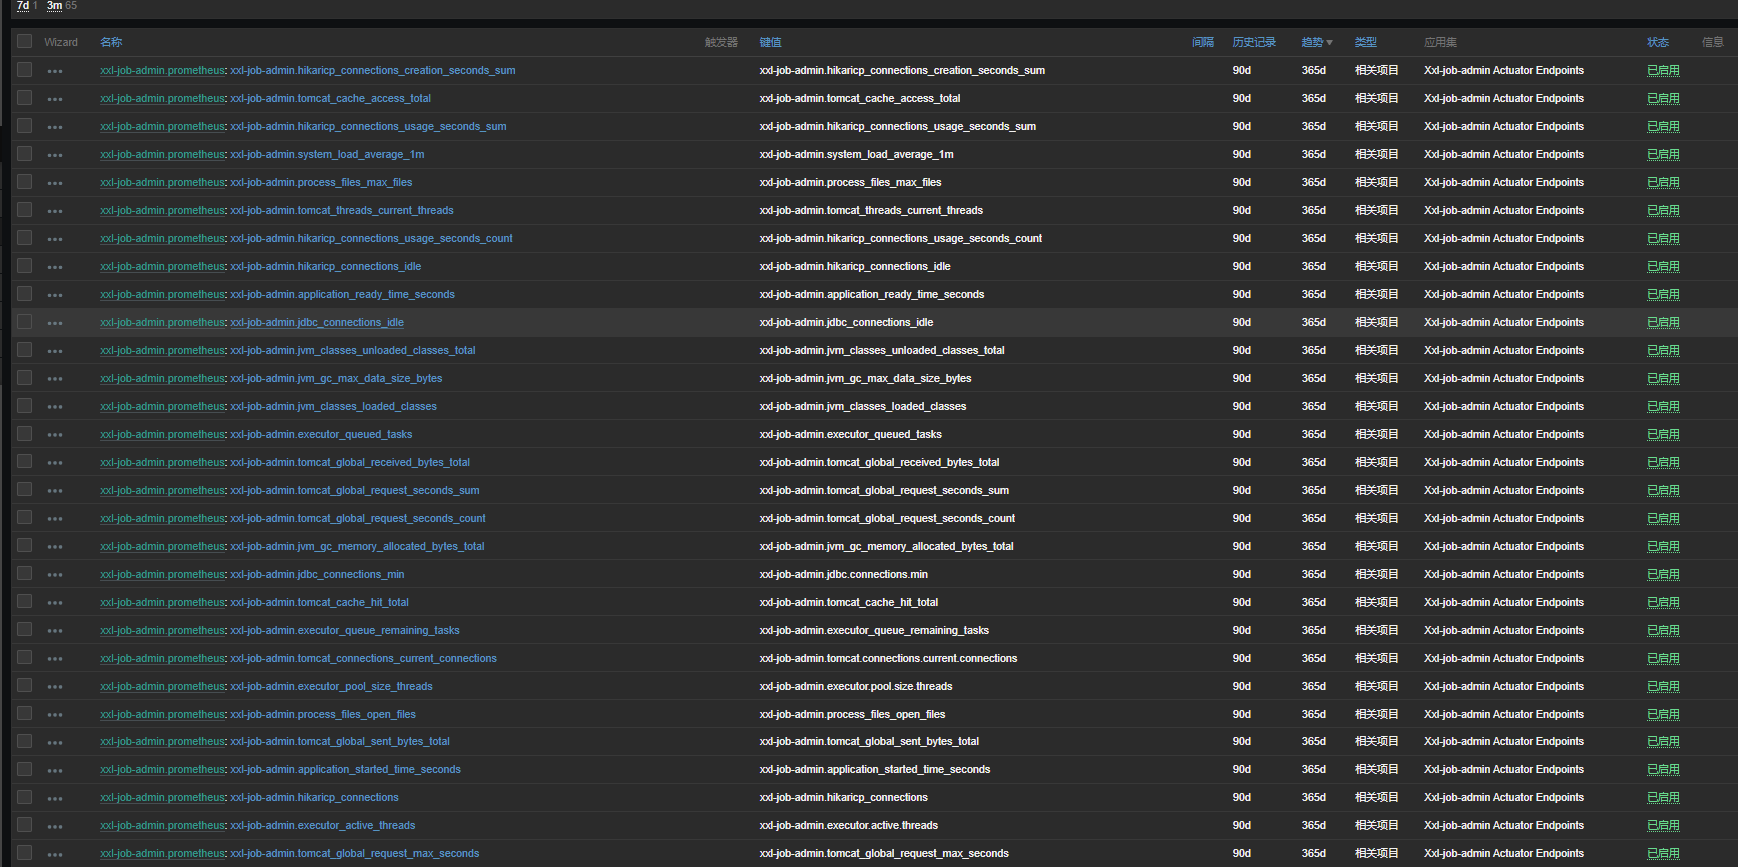 7d 1 3m 65
Wizard 名称 触发器 键值 间隔 历史记录 趋势▼ 类型 应用集 状态 信息
xxl-job-admin.prometheus: xxl-job-admin.hikaricp_connections_creation_seconds_sum xxl-job-admin.hikaricp_connections_creation_seconds_sum 90d 365d 相关项目 Xxl-job-admin Actuator Endpoints 已启用
xxl-job-admin.prometheus: xxl-job-admin.tomcat_cache_access_total xxl-job-admin.tomcat_cache_access_total 90d 365d 相关项目 Xxl-job-admin Actuator Endpoints 已启用
xxl-job-admin.prometheus: xxl-job-admin.hikaricp_connections_usage_seconds_sum xxl-job-admin.hikaricp_connections_usage_seconds_sum 90d 365d 相关项目 Xxl-job-admin Actuator Endpoints 已启用
xxl-job-admin.prometheus: xxl-job-admin.system_load_average_1m xxl-job-admin.system_load_average_1m 90d 365d 相关项目 Xxl-job-admin Actuator Endpoints 已启用
xxl-job-admin.prometheus: xxl-job-admin.process_files_max_files xxl-job-admin.process_files_max_files 90d 365d 相关项目 Xxl-job-admin Actuator Endpoints 已启用
xxl-job-admin.prometheus: xxl-job-admin.tomcat_threads_current_threads xxl-job-admin.tomcat_threads_current_threads 90d 365d 相关项目 Xxl-job-admin Actuator Endpoints 已启用
xxl-job-admin.prometheus: xxl-job-admin.hikaricp_connections_usage_seconds_count xxl-job-admin.hikaricp_connections_usage_seconds_count 90d 365d 相关项目 Xxl-job-admin Actuator Endpoints 已启用
xxl-job-admin.prometheus: xxl-job-admin.hikaricp_connections_idle xxl-job-admin.hikaricp_connections_idle 90d 365d 相关项目 Xxl-job-admin Actuator Endpoints 已启用
xxl-job-admin.prometheus: xxl-job-admin.application_ready_time_seconds xxl-job-admin.application_ready_time_seconds 90d 365d 相关项目 Xxl-job-admin Actuator Endpoints 已启用
xxl-job-admin.prometheus: xxl-job-admin.jdbc_connections_idle xxl-job-admin.jdbc_connections_idle 90d 365d 相关项目 Xxl-job-admin Actuator Endpoints 已启用
xxl-job-admin.prometheus: xxl-job-admin.jvm_classes_unloaded_classes_total xxl-job-admin.jvm_classes_unloaded_classes_total 90d 365d 相关项目 Xxl-job-admin Actuator Endpoints 已启用
xxl-job-admin.prometheus: xxl-job-admin.jvm_gc_max_data_size_bytes xxl-job-admin.jvm_gc_max_data_size_bytes 90d 365d 相关项目 Xxl-job-admin Actuator Endpoints 已启用
xxl-job-admin.prometheus: xxl-job-admin.jvm_classes_loaded_classes xxl-job-admin.jvm_classes_loaded_classes 90d 365d 相关项目 Xxl-job-admin Actuator Endpoints 已启用
xxl-job-admin.prometheus: xxl-job-admin.executor_queued_tasks xxl-job-admin.executor_queued_tasks 90d 365d 相关项目 Xxl-job-admin Actuator Endpoints 已启用
xxl-job-admin.prometheus: xxl-job-admin.tomcat_global_received_bytes_total xxl-job-admin.tomcat_global_received_bytes_total 90d 365d 相关项目 Xxl-job-admin Actuator Endpoints 已启用
xxl-job-admin.prometheus: xxl-job-admin.tomcat_global_request_seconds_sum xxl-job-admin.tomcat_global_request_seconds_sum 90d 365d 相关项目 Xxl-job-admin Actuator Endpoints 已启用
xxl-job-admin.prometheus: xxl-job-admin.tomcat_global_request_seconds_count xxl-job-admin.tomcat_global_request_seconds_count 90d 365d 相关项目 Xxl-job-admin Actuator Endpoints 已启用
xxl-job-admin.prometheus: xxl-job-admin.jvm_gc_memory_allocated_bytes_total xxl-job-admin.jvm_gc_memory_allocated_bytes_total 90d 365d 相关项目 Xxl-job-admin Actuator Endpoints 已启用
xxl-job-admin.prometheus: xxl-job-admin.jdbc_connections_min xxl-job-admin.jdbc.connections.min 90d 365d 相关项目 Xxl-job-admin Actuator Endpoints 已启用
xxl-job-admin.prometheus: xxl-job-admin.tomcat_cache_hit_total xxl-job-admin.tomcat_cache_hit_total 90d 365d 相关项目 Xxl-job-admin Actuator Endpoints 已启用
xxl-job-admin.prometheus: xxl-job-admin.executor_queue_remaining_tasks xxl-job-admin.executor_queue_remaining_tasks 90d 365d 相关项目 Xxl-job-admin Actuator Endpoints 已启用
xxl-job-admin.prometheus: xxl-job-admin.tomcat_connections_current_connections xxl-job-admin.tomcat.connections.current.connections 90d 365d 相关项目 Xxl-job-admin Actuator Endpoints 已启用
xxl-job-admin.prometheus: xxl-job-admin.executor_pool_size_threads xxl-job-admin.executor.pool.size.threads 90d 365d 相关项目 Xxl-job-admin Actuator Endpoints 已启用
xxl-job-admin.prometheus: xxl-job-admin.process_files_open_files xxl-job-admin.process_files_open_files 90d 365d 相关项目 Xxl-job-admin Actuator Endpoints 已启用
xxl-job-admin.prometheus: xxl-job-admin.tomcat_global_sent_bytes_total xxl-job-admin.tomcat_global_sent_bytes_total 90d 365d 相关项目 Xxl-job-admin Actuator Endpoints 已启用
xxl-job-admin.prometheus: xxl-job-admin.application_started_time_seconds xxl-job-admin.application_started_time_seconds 90d 365d 相关项目 Xxl-job-admin Actuator Endpoints 已启用
xxl-job-admin.prometheus: xxl-job-admin.hikaricp_connections xxl-job-admin.hikaricp_connections 90d 365d 相关项目 Xxl-job-admin Actuator Endpoints 已启用
xxl-job-admin.prometheus: xxl-job-admin.executor_active_threads xxl-job-admin.executor.active.threads 90d 365d 相关项目 Xxl-job-admin Actuator Endpoints 已启用
xxl-job-admin.prometheus: xxl-job-admin.tomcat_global_request_max_seconds xxl-job-admin.tomcat_global_request_max_seconds 90d 365d 相关项目 Xxl-job-admin Actuator Endpoints 已启用